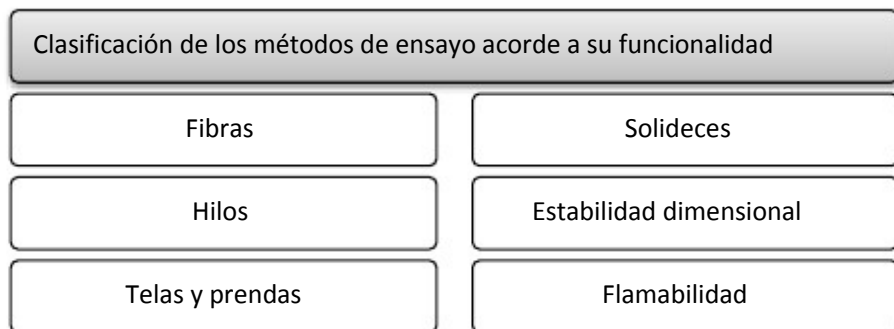 Clasificación de los métodos de ensayo acorde a su funcionalidad
Fibras
Solideces
Hilos
Estabilidad dimensional
Telas y prendas
Flamabilidad